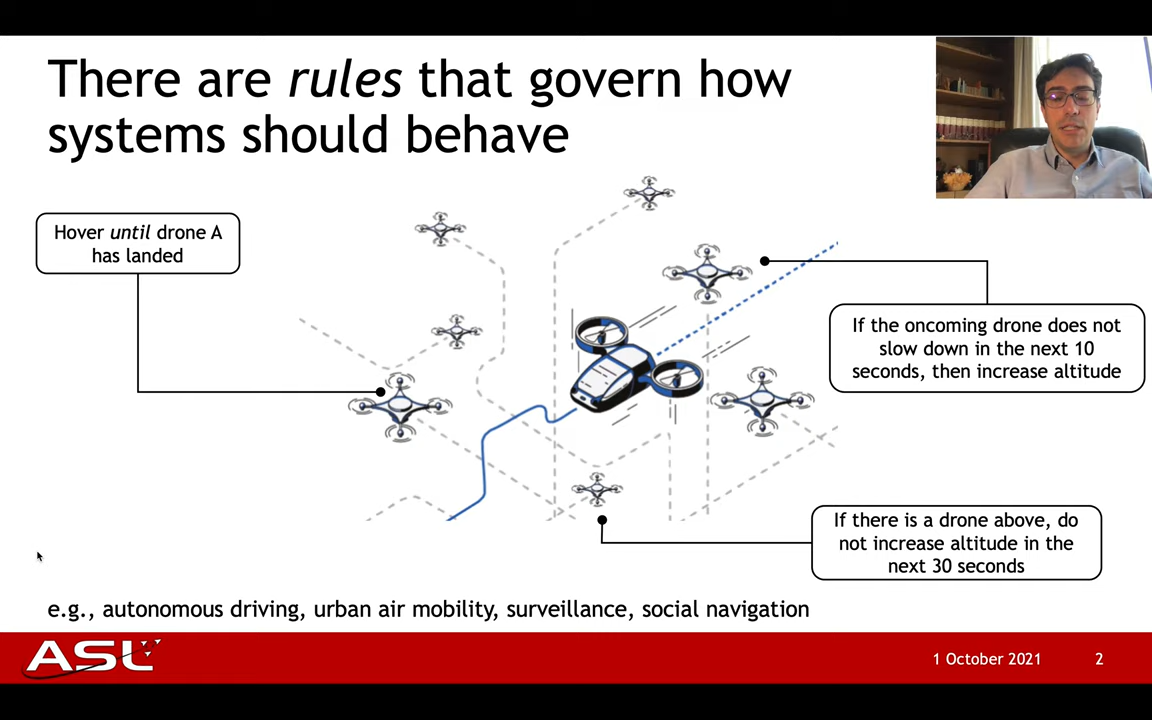 There are rules that govern how
systems should behave
Hover until drone A
has landed
If the oncoming drone does not
slow down in the next 10
seconds, then increase altitude
If there is a drone above, do
not increase altitude in the
next 30 seconds
e.g., autonomous driving, urban air mobility, surveillance, social navigation
ASL
1 October 2021
2